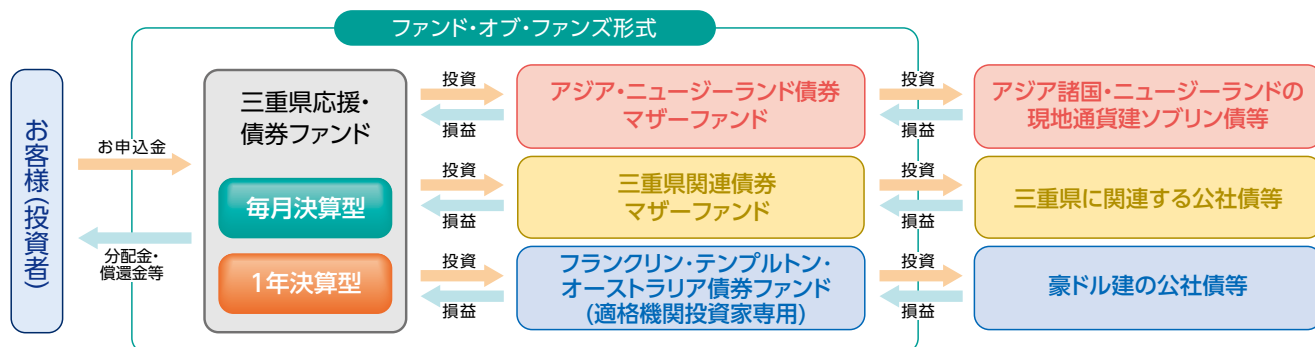 ファンド・オブ・ファンズ形式
お客様(投資者)
お申込金
分配金・
償還金等
三重県応援・
債券ファンド
毎月決算型
1年決算型
投資
損益
アジア・ニュージーランド債券
マザーファンド
投資
損益
アジア諸国・ニュージーランドの
現地通貨建ソブリン債等
投資
損益
三重県関連債券
マザーファンド
投資
損益
三重県に関連する公社債等
投資
損益
フランクリン・テンプルトン・
オーストラリア債券ファンド
(適格機関投資家専用)
投資
損益
豪ドル建の公社債等